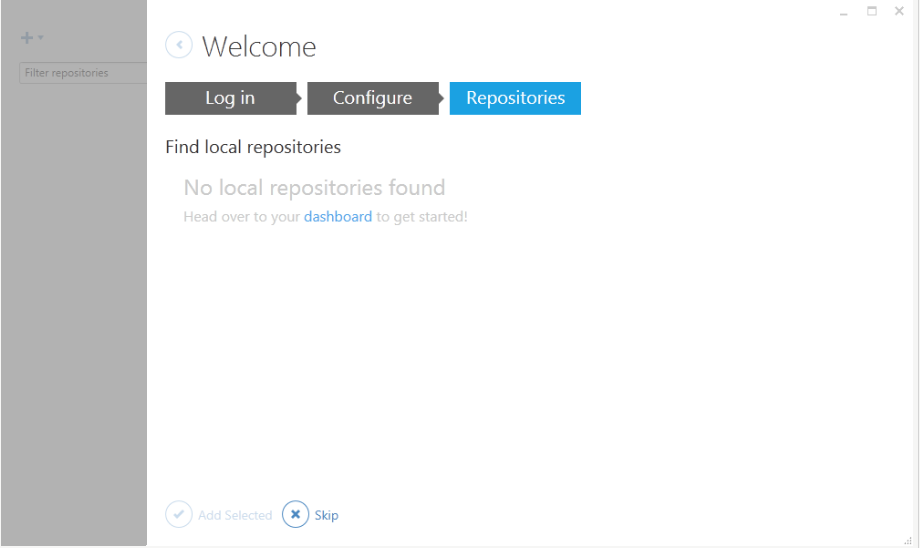 Filter repositories
Welcome
Log in
Configure
Repositories
Find local repositories
No local repositories found
Head over to your dashboard to get started!
Add Selected
Skip